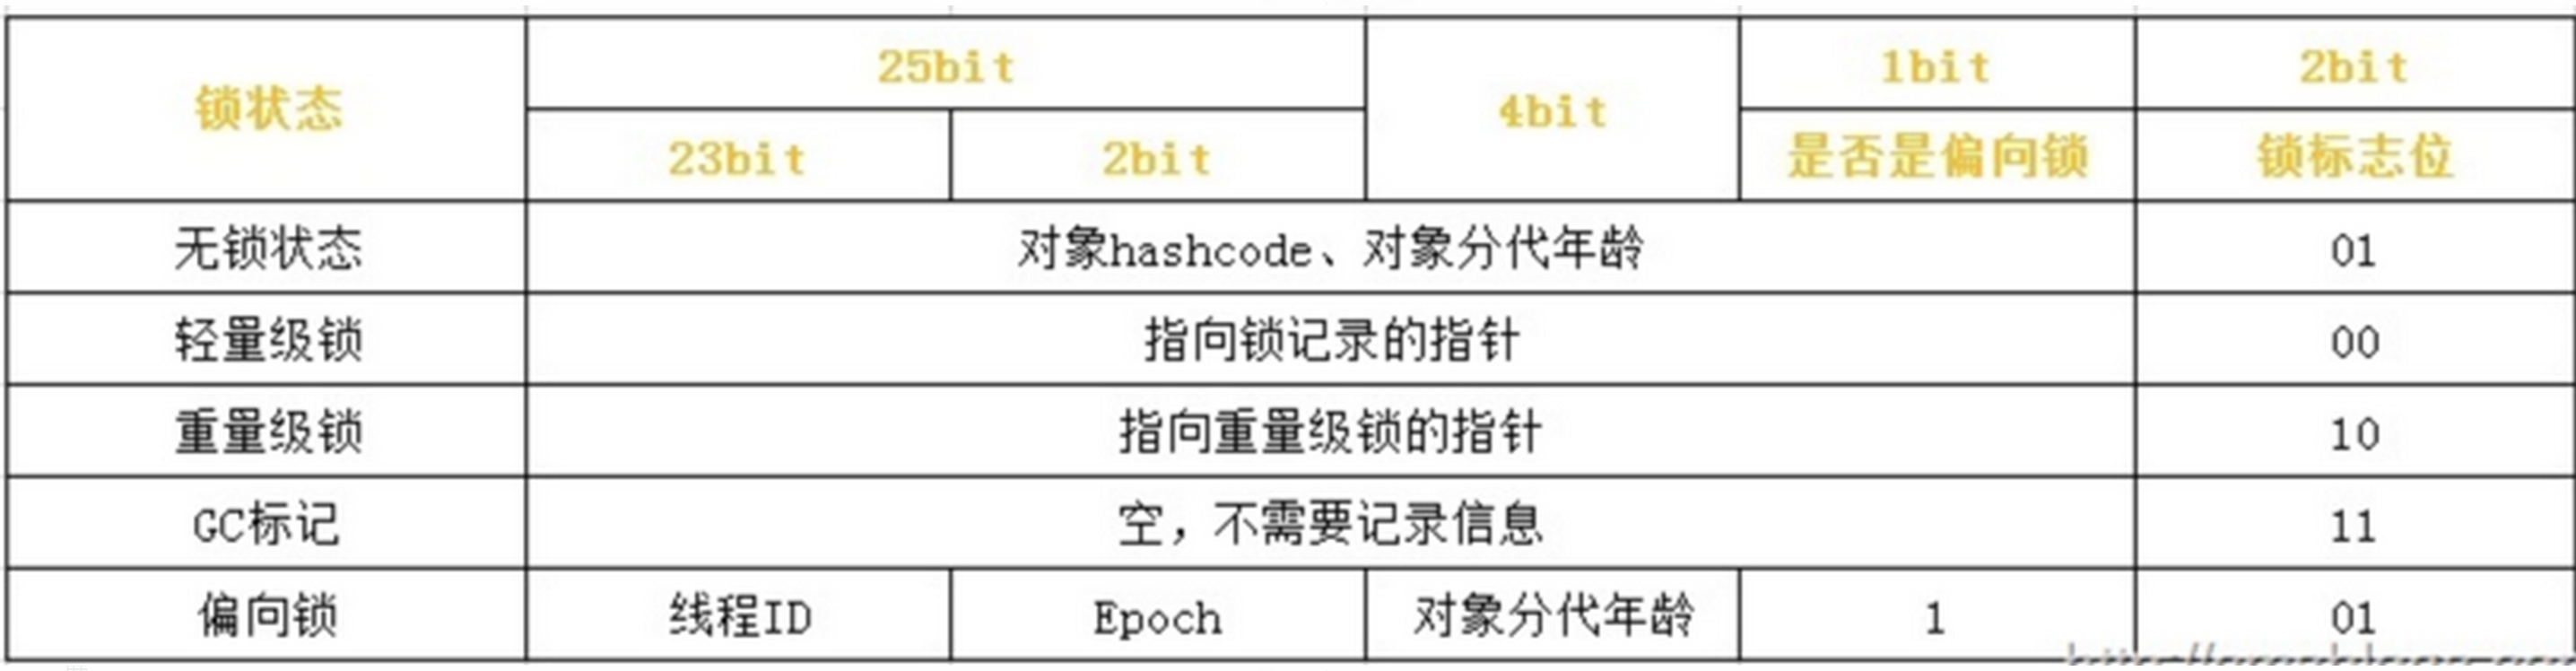 锁状态 25bit 4bit 1bit 2bit
23bit 2bit 是否是偏向锁 锁标志位
无锁状态 对象hashcode、对象分代年龄 01
轻量级锁 指向锁记录的指针 00
重量级锁 指向重量级锁的指针 10
GC标记 空，不需要记录信息 11
偏向锁 线程ID Epoch 对象分代年龄 1 01